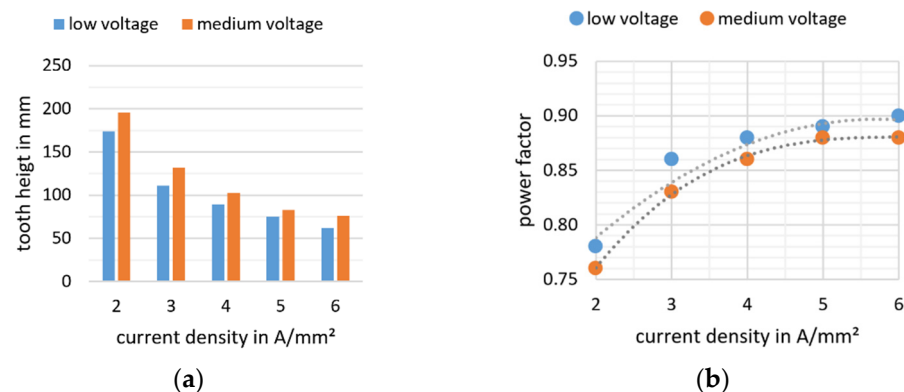 low voltage medium voltage
250
200
150
100
50
0
tooth heigt in mm
2 3 4 5 6
current density in A/mm²
(a)
low voltage medium voltage
0.95
0.90
0.85
0.80
0.75
power factor
2 3 4 5 6
current density in A/mm²
(b)